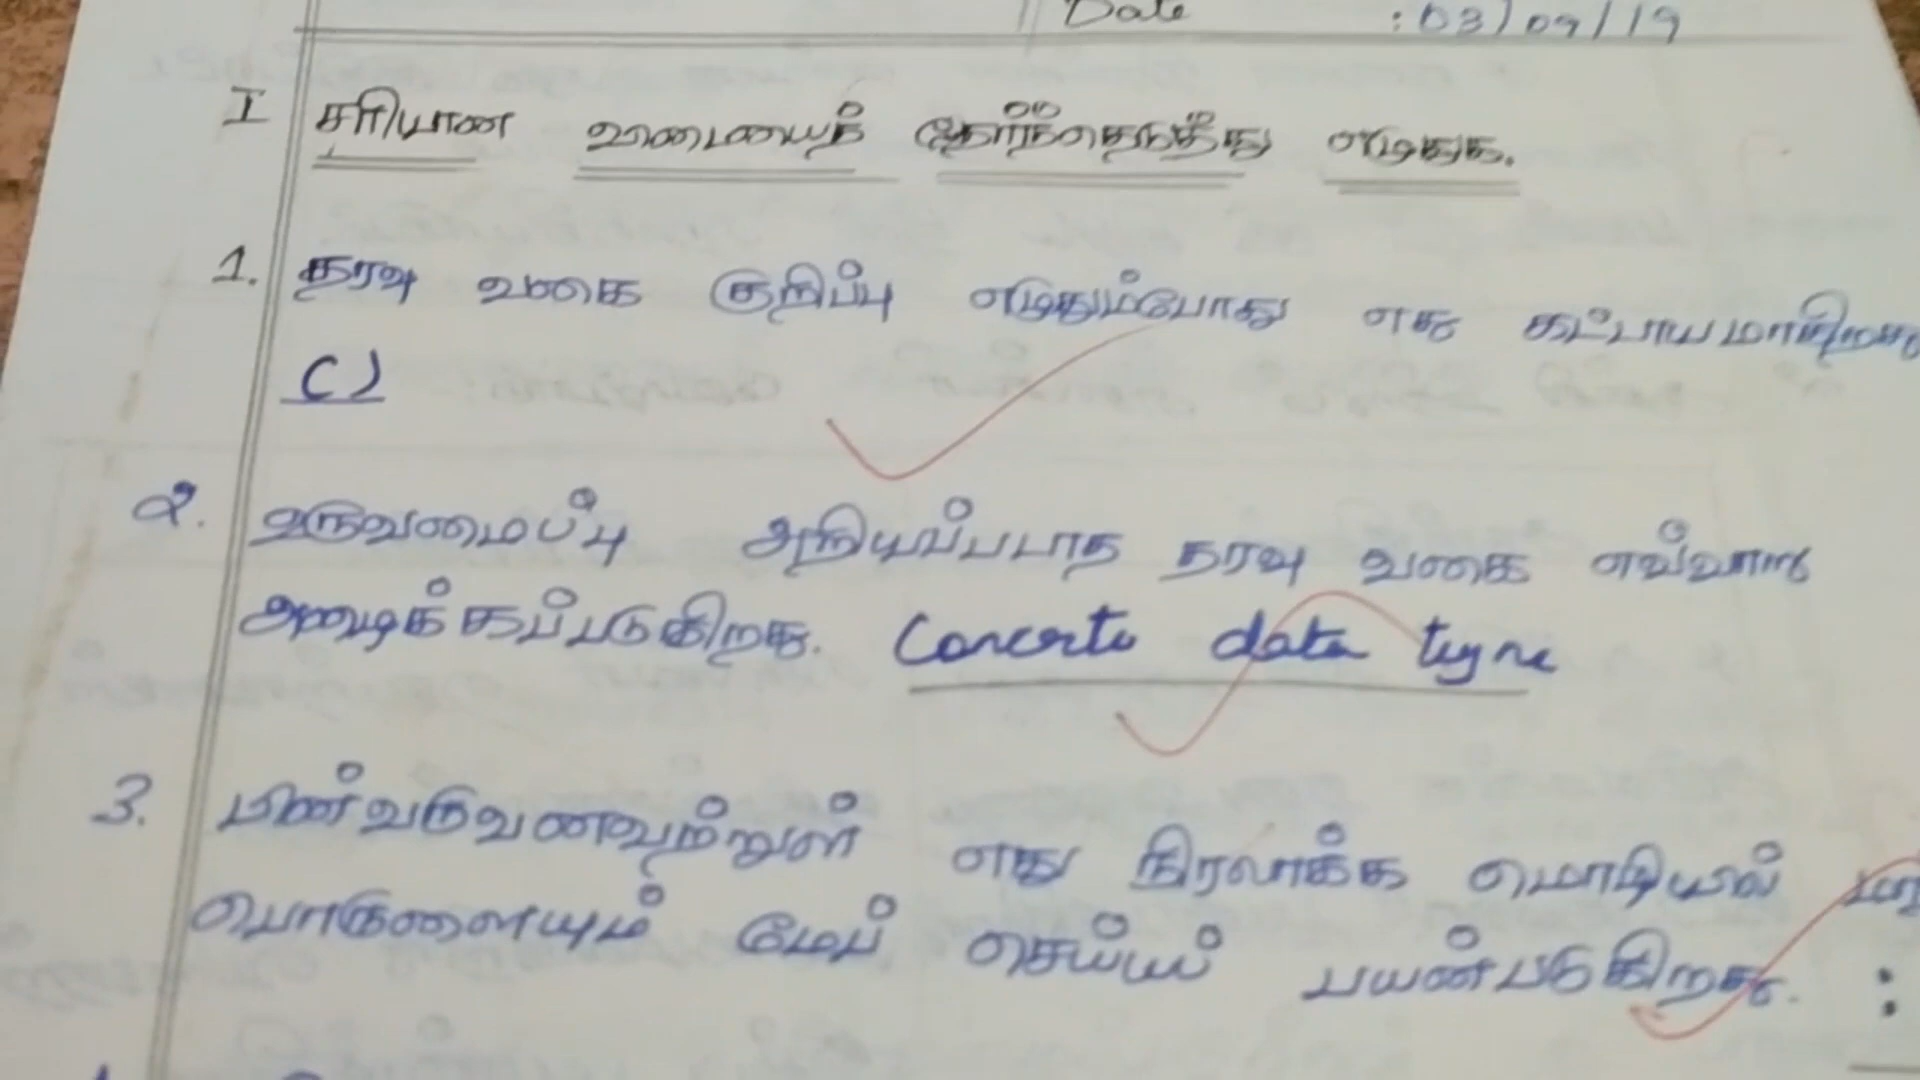 Date : 03/09/19
I சரியான விடையைத் தேர்ந்தெடுத்து எழுதுக.
1. தரவு வகை குறிப்பு எழுதும்போது எது கட்டாயமாகிறது
( )
2. உருவமைப்பு அறியப்படாத தரவு வகை எவ்வாறு
அழைக்கப்படுகிறது. Concerte data type
3. பின்வருவனவற்றுள் எது நிரலாக்க மொழியில்
பொருளையும் மேப் செய்யப் பயன்படுகிறது. :